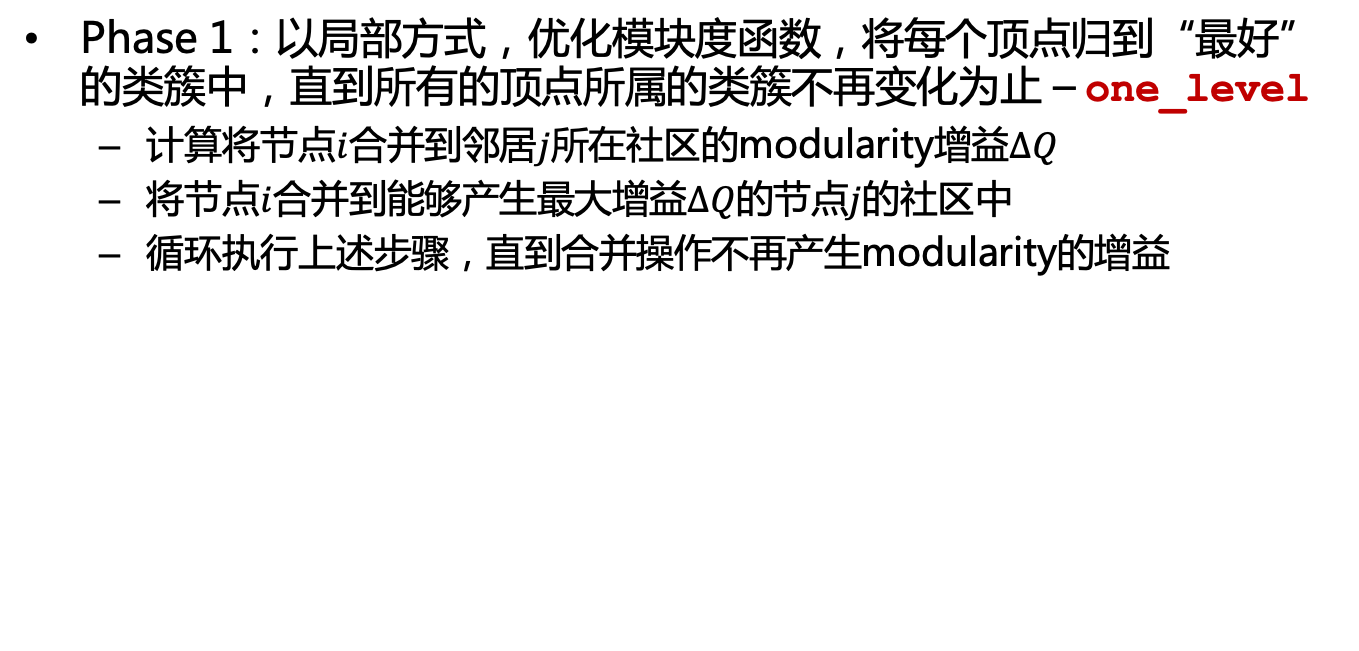 • Phase 1：以局部方式，优化模块度函数，将每个顶点归到“最好”
的类簇中，直到所有的顶点所属的类簇不再变化为止 – one_level
– 计算将节点i合并到邻居j所在社区的modularity增益ΔQ
– 将节点i合并到能够产生最大增益ΔQ的节点j的社区中
– 循环执行上述步骤，直到合并操作不再产生modularity的增益